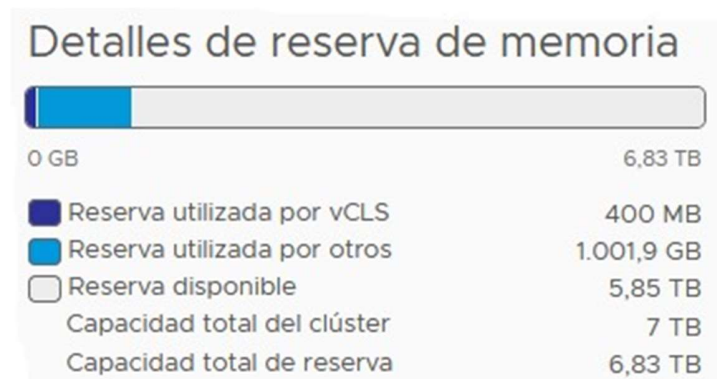 Detalles de reserva de memoria
0 GB 6,83 TB
Reserva utilizada por vCLS 400 MB
Reserva utilizada por otros 1.001,9 GB
Reserva disponible 5,85 TB
Capacidad total del clúster 7 TB
Capacidad total de reserva 6,83 TB